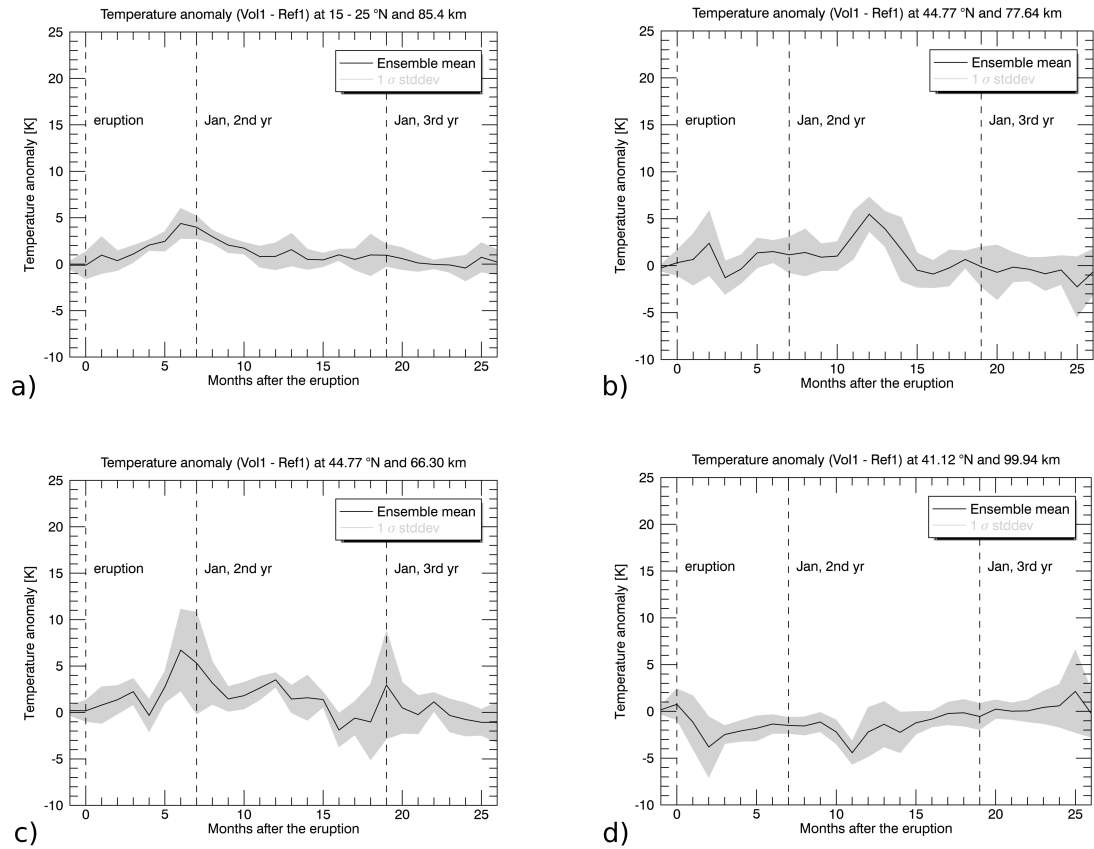 Temperature anomaly (Vol1 - Ref1) at 15 - 25 °N and 85.4 km
25
20
15
10
5
0
-5
-10
Temperature anomaly [K]
Ensemble mean
1 σ stddev
eruption
Jan, 2nd yr
Jan, 3rd yr
0 5 10 15 20 25
Months after the eruption
a)
Temperature anomaly (Vol1 - Ref1) at 44.77 °N and 77.64 km
25
20
15
10
5
0
-5
-10
Temperature anomaly [K]
Ensemble mean
1 σ stddev
eruption
Jan, 2nd yr
Jan, 3rd yr
0 5 10 15 20 25
Months after the eruption
b)
Temperature anomaly (Vol1 - Ref1) at 44.77 °N and 66.30 km
25
20
15
10
5
0
-5
-10
Temperature anomaly [K]
Ensemble mean
1 σ stddev
eruption
Jan, 2nd yr
Jan, 3rd yr
0 5 10 15 20 25
Months after the eruption
c)
Temperature anomaly (Vol1 - Ref1) at 41.12 °N and 99.94 km
25
20
15
10
5
0
-5
-10
Temperature anomaly [K]
Ensemble mean
1 σ stddev
eruption
Jan, 2nd yr
Jan, 3rd yr
0 5 10 15 20 25
Months after the eruption
d)